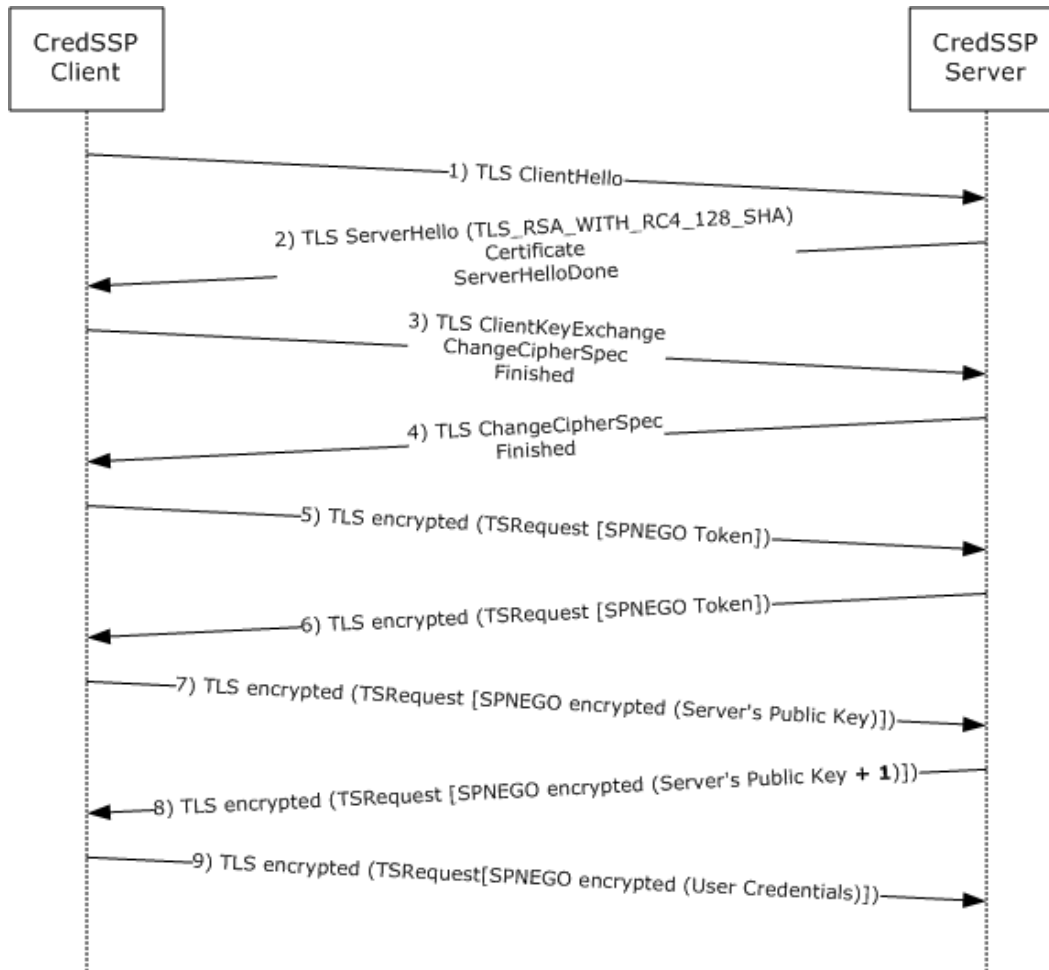 CredSSP
Client
CredSSP
Server
1) TLS ClientHello
2) TLS ServerHello (TLS_RSA_WITH_RC4_128_SHA)
Certificate
ServerHelloDone
3) TLS ClientKeyExchange
ChangeCipherSpec
Finished
4) TLS ChangeCipherSpec
Finished
5) TLS encrypted (TSRequest [SPNEGO Token])
6) TLS encrypted (TSRequest [SPNEGO Token])
7) TLS encrypted (TSRequest [SPNEGO encrypted (Server's Public Key)])
8) TLS encrypted (TSRequest [SPNEGO encrypted (Server's Public Key + 1)])
9) TLS encrypted (TSRequest[SPNEGO encrypted (User Credentials)])